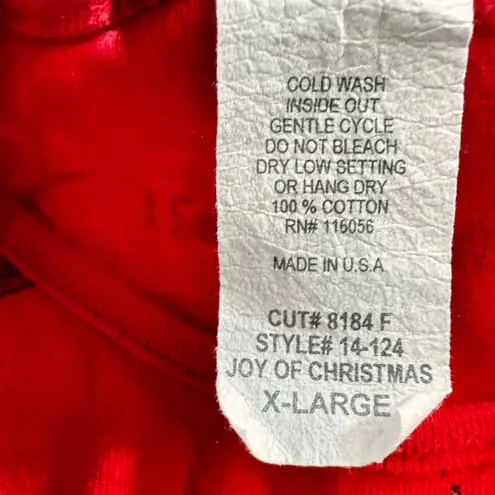 COLD WASH
INSIDE OUT
GENTLE CYCLE
DO NOT BLEACH
DRY LOW SETTING
OR HANG DRY
100 % COTTON
RN# 116056
MADE IN U.S.A
CUT# 8184 F
STYLE# 14-124
JOY OF CHRISTMAS
X-LARGE